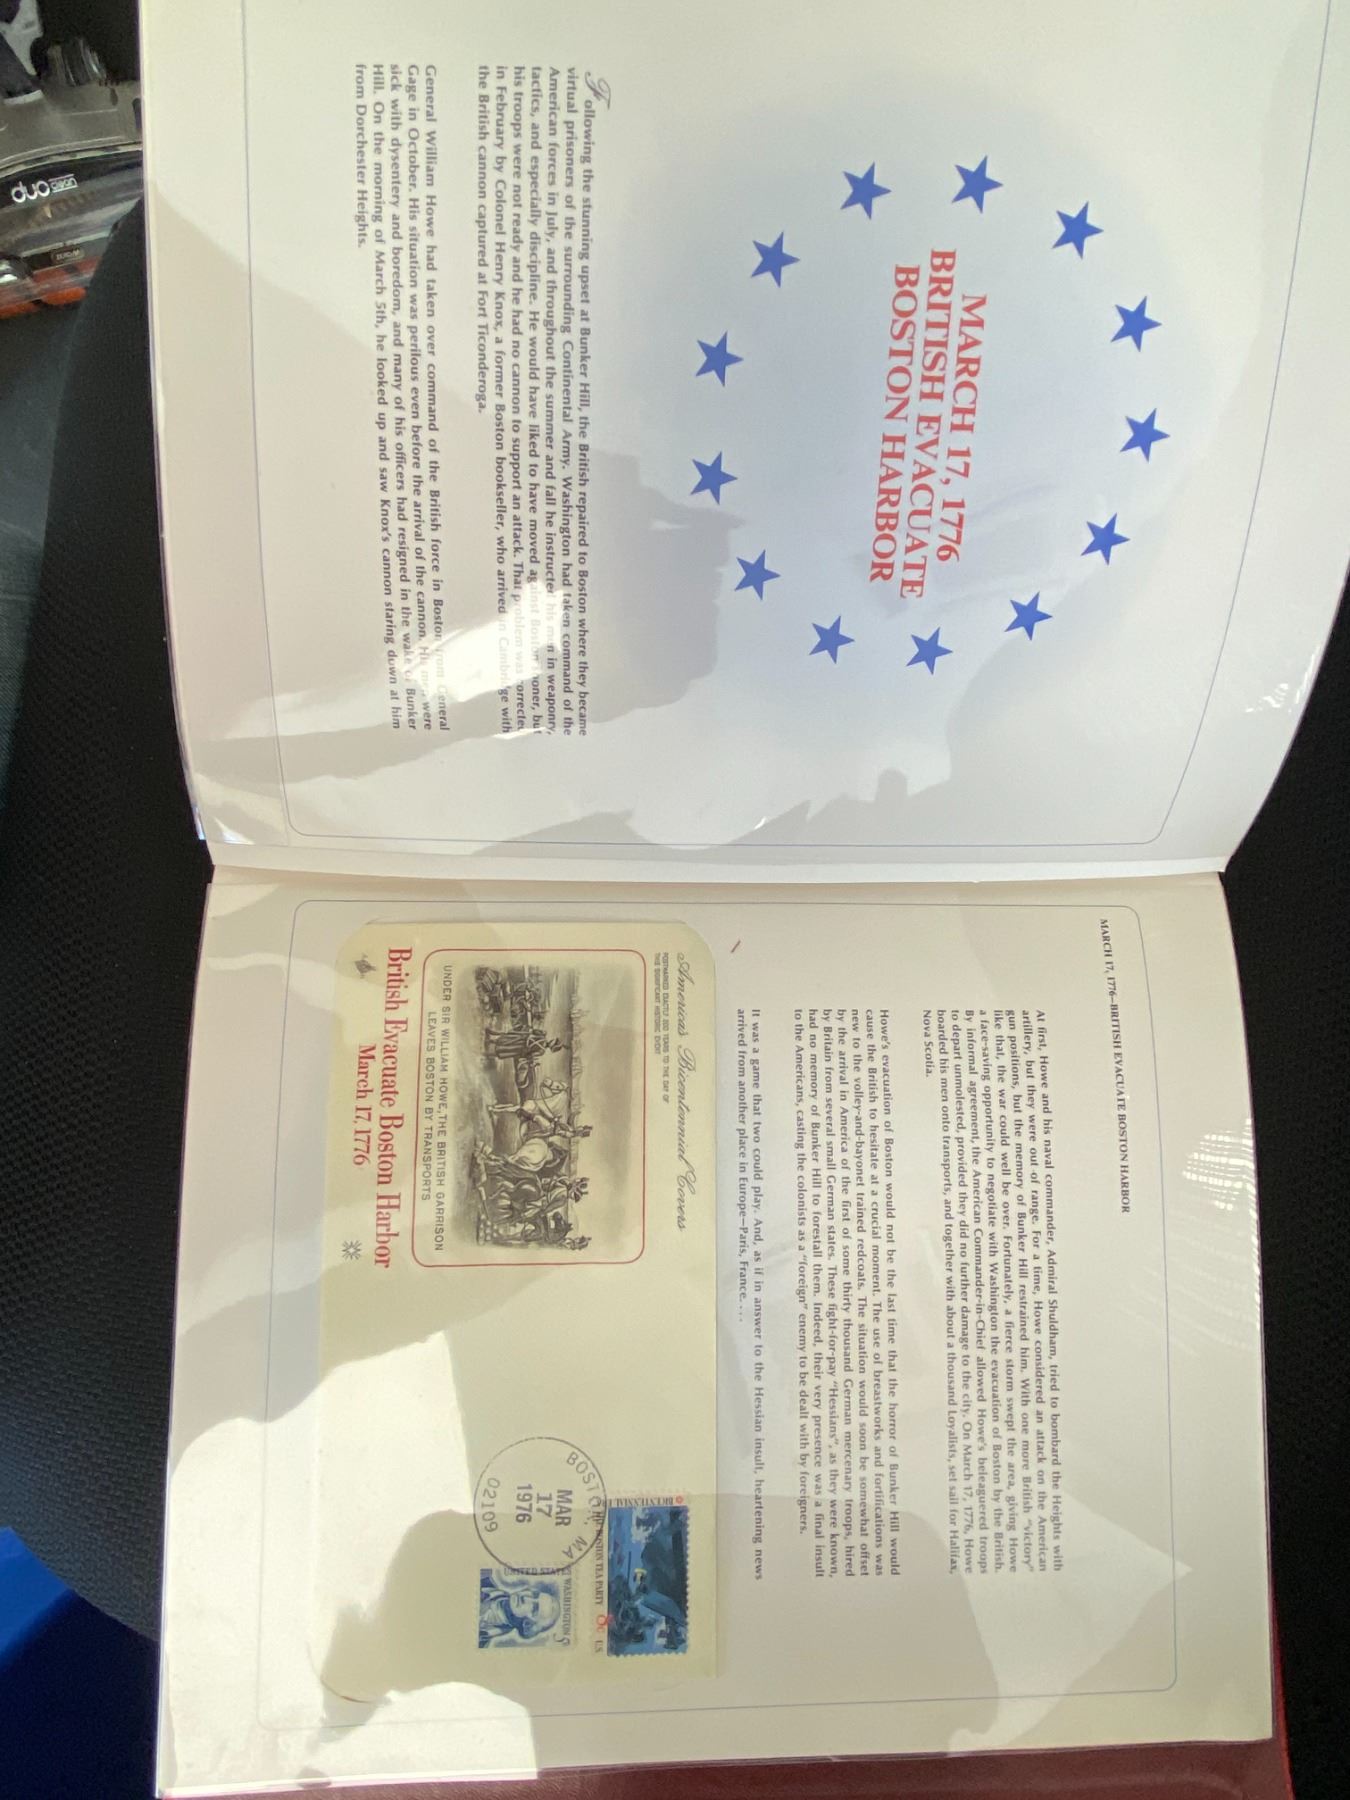 MARCH 17, 1776
BRITISH EVACUATE
BOSTON HARBOR
Following the stunning upset at Bunker Hill, the British repaired to Boston where they became
virtual prisoners of the surrounding Continental Army. Washington had taken command of the
American forces in July, and throughout the summer and fall he instructed his men in weaponry,
tactics, and especially discipline. He would have liked to have moved against Boston sooner, but
his troops were not ready and he had no cannon to support an attack. That problem was corrected
in February by Colonel Henry Knox, a former Boston bookseller, who arrived in Cambridge with
the British cannon captured at Fort Ticonderoga.
General William Howe had taken over command of the British force in Boston from General
Gage in October. His situation was perilous even before the arrival of the cannon. His men were
sick with dysentery and boredom, and many of his officers had resigned in the wake of Bunker
Hill. On the morning of March 5th, he looked up and saw Knox's cannon staring down at him
from Dorchester Heights.
MARCH 17, 1776—BRITISH EVACUATE BOSTON HARBOR
At first, Howe and his naval commander, Admiral Shuldham, tried to bombard the Heights with
artillery, but they were out of range. For a time, Howe considered an attack on the American
gun positions, but the memory of Bunker Hill restrained him. With one more British "victory"
like that, the war could well be over. Fortunately, a fierce storm swept the area, giving Howe
a face-saving opportunity to negotiate with Washington the evacuation of Boston by the British.
By informal agreement, the American Commander-in-Chief allowed Howe's beleaguered troops
to depart unmolested, provided they did no further damage to the city. On March 17, 1776, Howe
boarded his men onto transports, and together with about a thousand Loyalists, set sail for Halifax,
Nova Scotia.
Howe's evacuation of Boston would not be the last time that the horror of Bunker Hill would
cause the British to hesitate at a crucial moment. The use of breastworks and fortifications was
new to the volley-and-bayonet trained redcoats. The situation would soon be somewhat offset
by the arrival in America of the first of some thirty thousand German mercenary troops, hired
by Britain from several small German states. These fight-for-pay "Hessians", as they were known,
had no memory of Bunker Hill to forestall them. Indeed, their very presence was a final insult
to the Americans, casting the colonists as a "foreign" enemy to be dealt with by foreigners.
It was a game that two could play. And, as if in answer to the Hessian insult, heartening news
arrived from another place in Europe—Paris, France. . . .
America's Bicentennial Covers
POSTMARKED EXACTLY 200 YEARS TO THE DAY OF
THIS SIGNIFICANT HISTORIC EVENT
UNDER SIR WILLIAM HOWE, THE BRITISH GARRISON
LEAVES BOSTON BY TRANSPORTS
British Evacuate Boston Harbor
March 17, 1776
BOSTON, MA
MAR
17
1976
02109
BICENTENNIAL ERA
THE BOSTON TEA PARTY 8c U.S.
WASHINGTON 5c
UNITED STATES